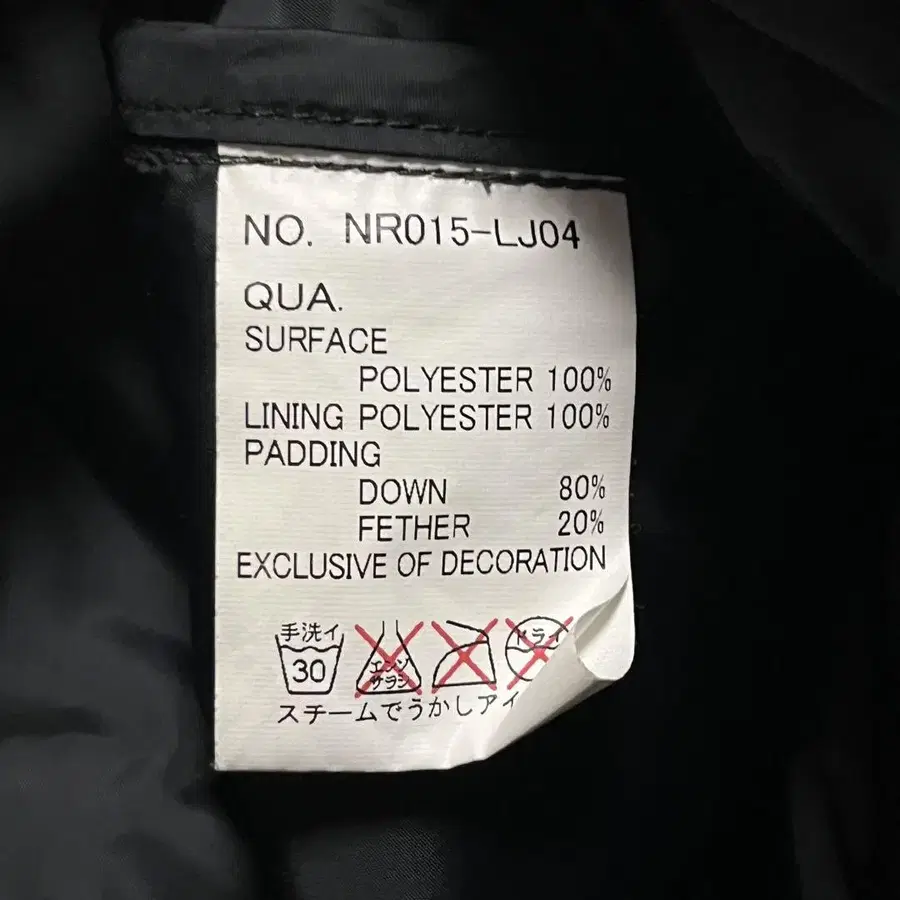 NO. NR015-LJ04
QUA.
SURFACE
POLYESTER 100%
LINING POLYESTER 100%
PADDING
DOWN 80%
FETHER 20%
EXCLUSIVE OF DECORATION
手洗イ 30 エンソ サラシ ドライ
スチームでうかしアイ